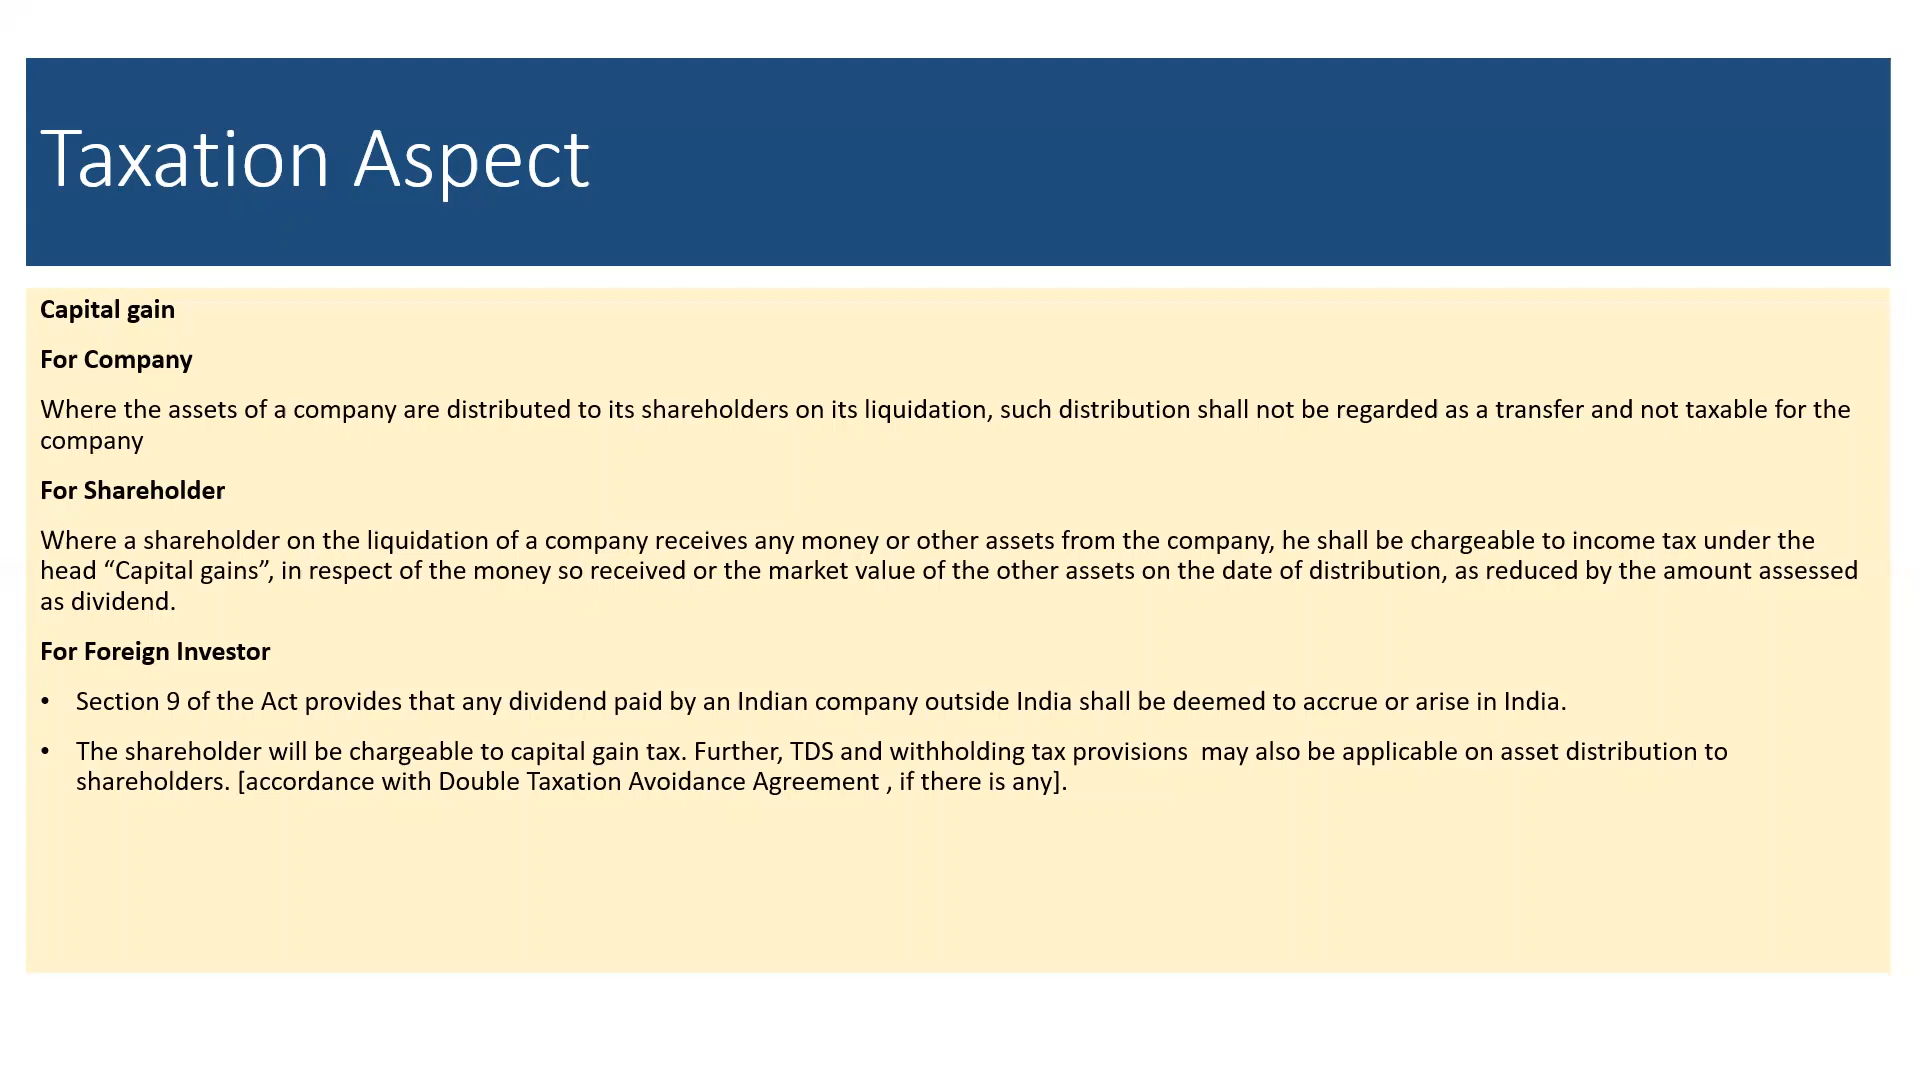 Taxation Aspect
Capital gain
For Company
Where the assets of a company are distributed to its shareholders on its liquidation, such distribution shall not be regarded as a transfer and not taxable for the
company
For Shareholder
Where a shareholder on the liquidation of a company receives any money or other assets from the company, he shall be chargeable to income tax under the
head “Capital gains”, in respect of the money so received or the market value of the other assets on the date of distribution, as reduced by the amount assessed
as dividend.
For Foreign Investor
• Section 9 of the Act provides that any dividend paid by an Indian company outside India shall be deemed to accrue or arise in India.
• The shareholder will be chargeable to capital gain tax. Further, TDS and withholding tax provisions  may also be applicable on asset distribution to
shareholders. [accordance with Double Taxation Avoidance Agreement , if there is any].